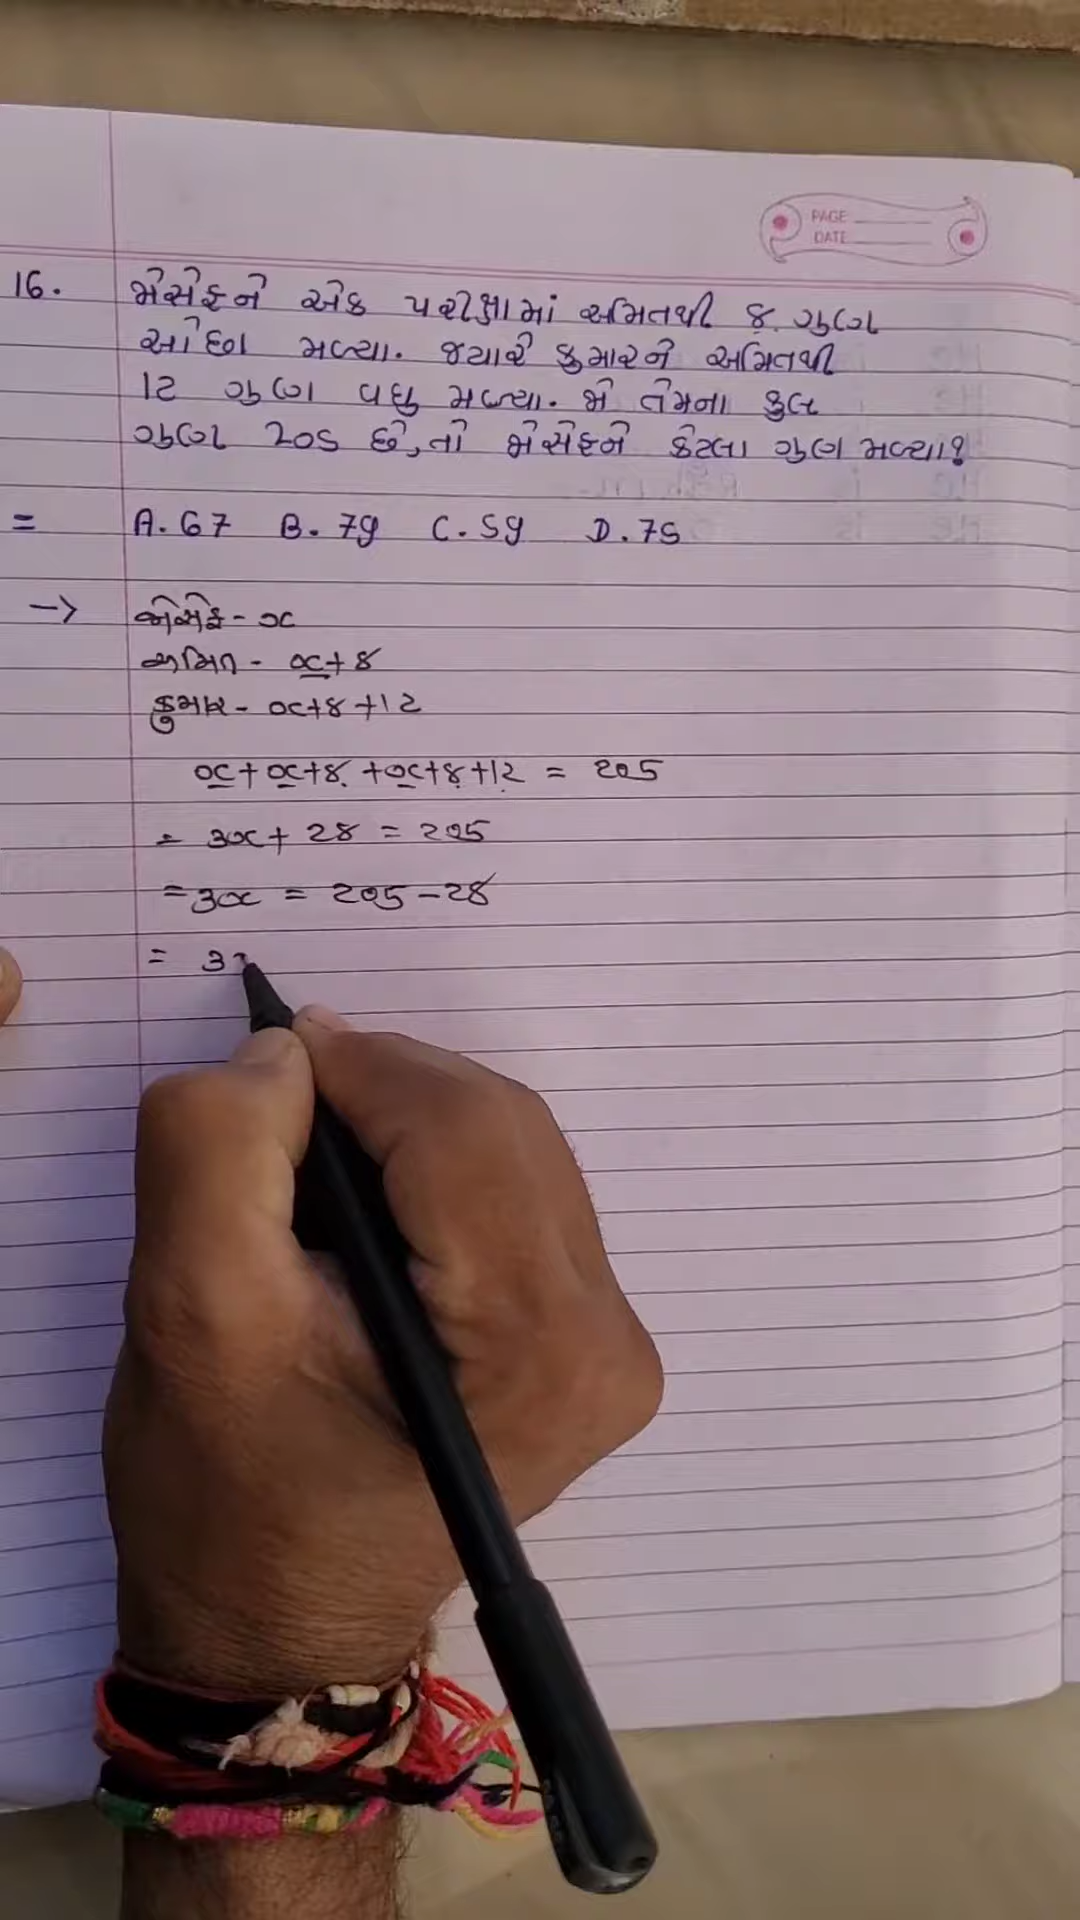 PAGE
DATE
16. જોસેફને એક પરીક્ષામાં અમિતથી 8 ગુણ
ઓછા મળ્યા. જ્યારે કુમારને અમિતથી
12 ગુણ વધુ મળ્યા. જો તેમના કુલ
ગુણ 205 છે, તો જોસેફને કેટલા ગુણ મળ્યા?
= A. 67 B. 79 C. 59 D. 75
→ જોસેફ - x
અમિત - x+8
કુમાર - x+8+12
x+x+8+x+8+12 = 205
= 3x+28 = 205
= 3x = 205-28
= 3